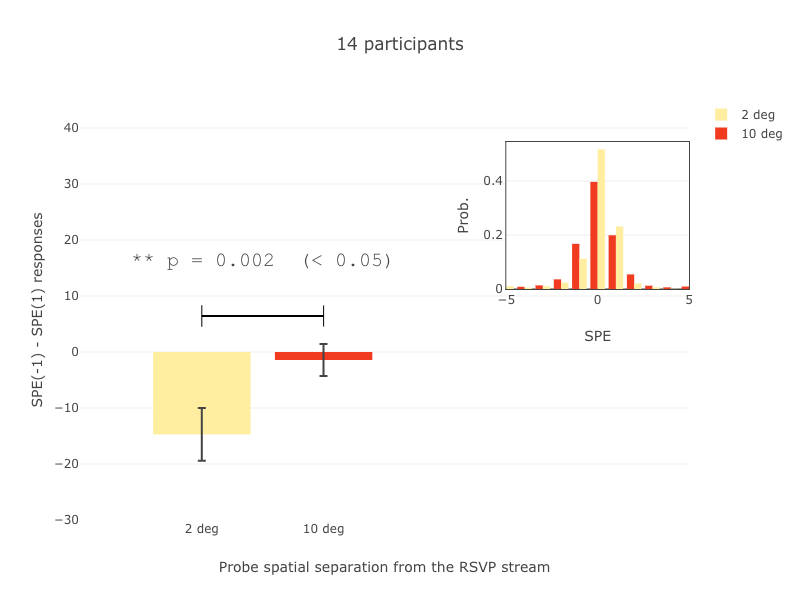 14 participants
2 deg
10 deg
40
30
20
10
0
−10
−20
−30
SPE(-1) - SPE(1) responses
** p = 0.002  (< 0.05)
2 deg
10 deg
Probe spatial separation from the RSVP stream
0.4
0.2
0
Prob.
−5
0
5
SPE